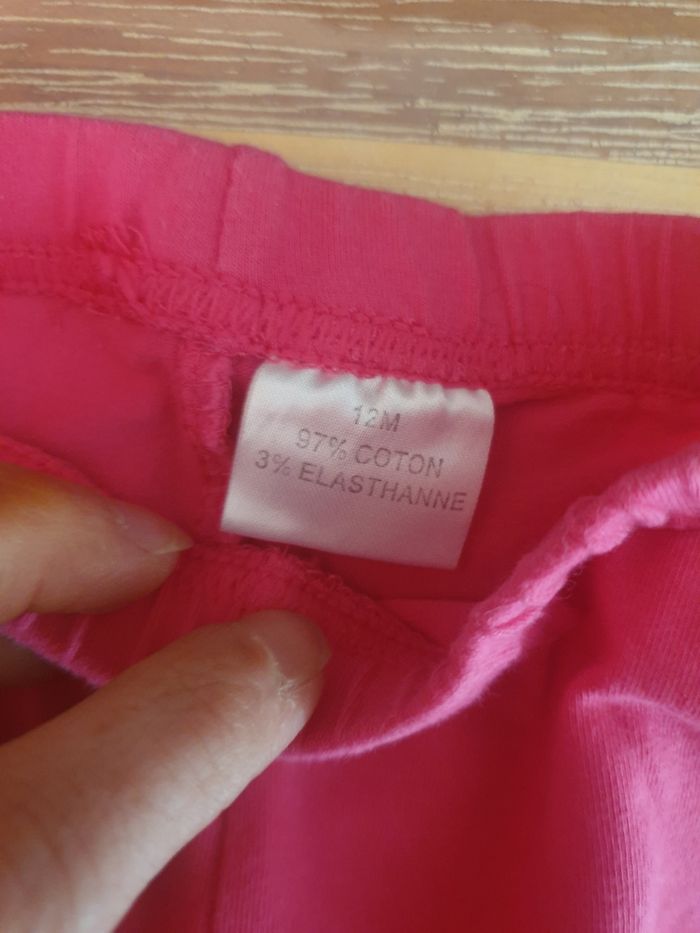 12M
97% COTON
3% ELASTHANNE